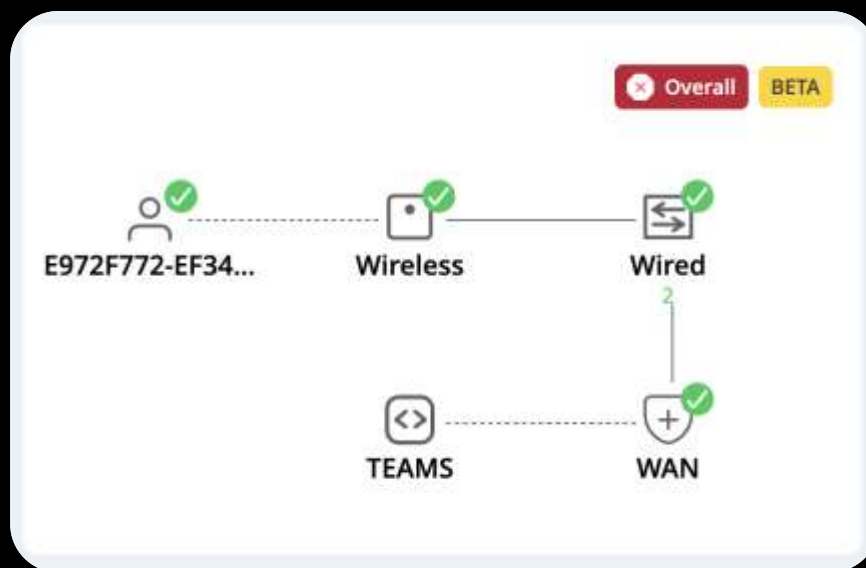 Overall
BETA
E972F772-EF34...
Wireless
Wired
2
TEAMS
WAN